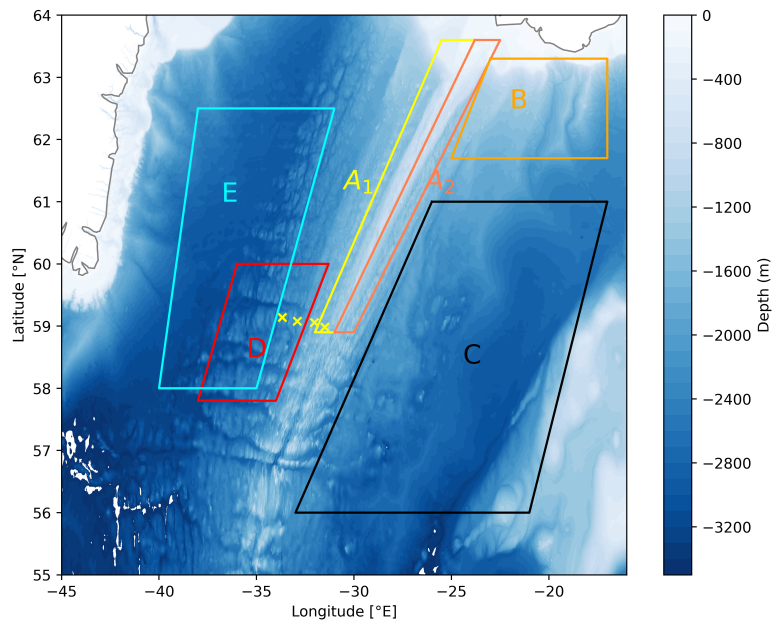 64
63
62
61
60
59
58
57
56
55
Latitude [°N]
B
A₁
A₂
E
D
C
−45
−40
−35
−30
−25
−20
Longitude [°E]
0
−400
−800
−1200
−1600
−2000
−2400
−2800
−3200
Depth (m)